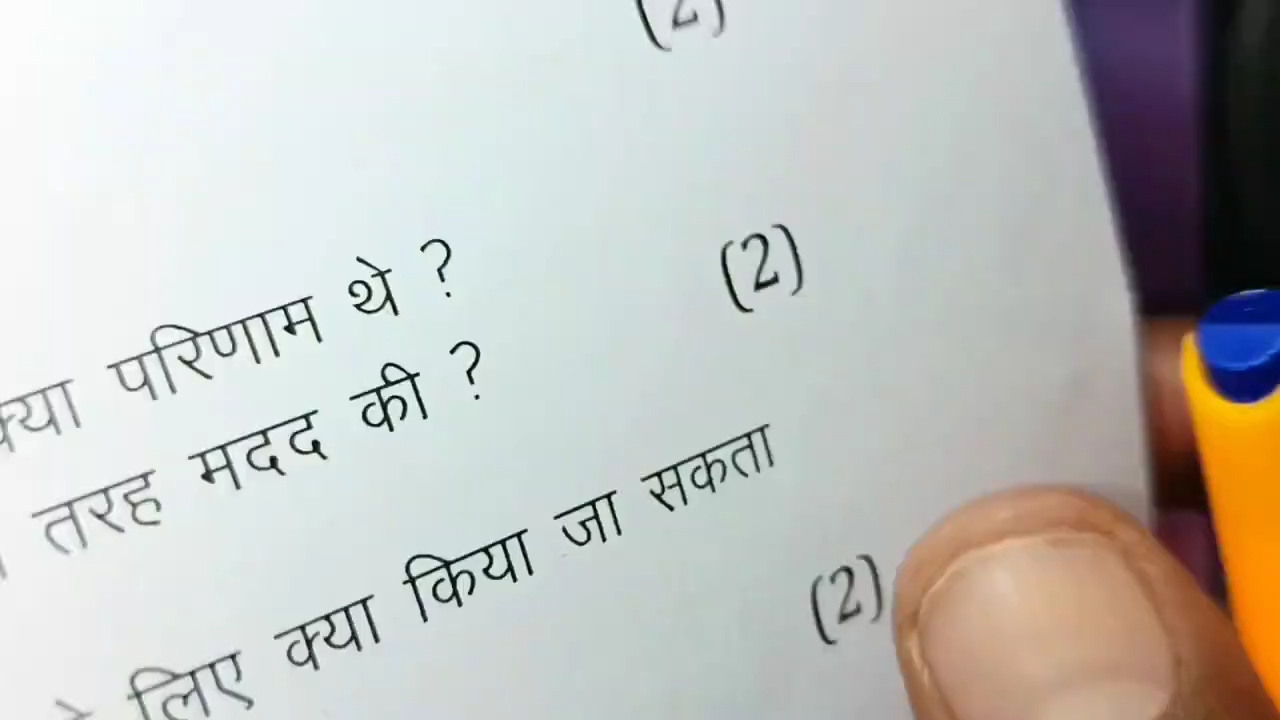 (2)
क्या परिणाम थे ? (2)
तरह मदद की ?
लिए क्या किया जा सकता
(2)